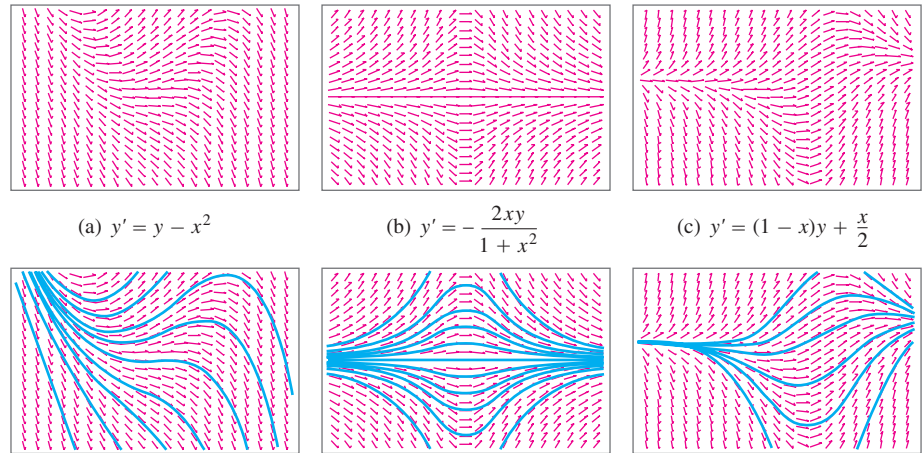 (a) y′ = y − x²
(b) y′ = − 2xy / 1 + x²
(c) y′ = (1 − x)y + x/2